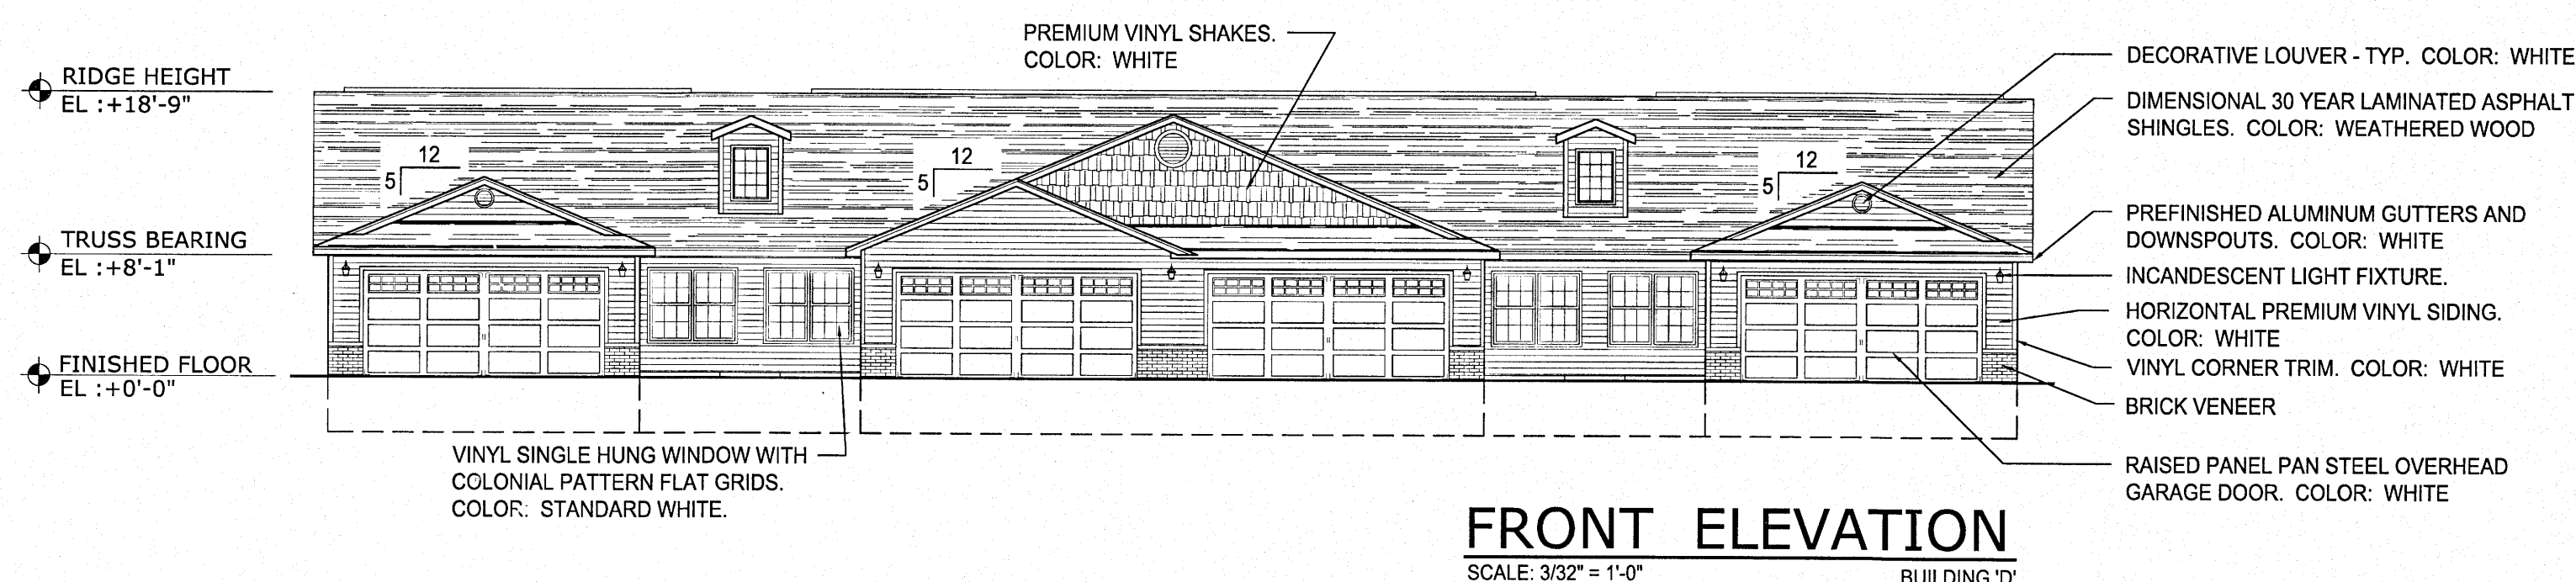 RIDGE HEIGHT
EL :+18'-9"
TRUSS BEARING
EL :+8'-1"
FINISHED FLOOR
EL :+0'-0"
PREMIUM VINYL SHAKES.
COLOR: WHITE
12
5
12
5
12
5
VINYL SINGLE HUNG WINDOW WITH
COLONIAL PATTERN FLAT GRIDS.
COLOR: STANDARD WHITE.
DECORATIVE LOUVER - TYP. COLOR: WHITE
DIMENSIONAL 30 YEAR LAMINATED ASPHALT
SHINGLES. COLOR: WEATHERED WOOD
PREFINISHED ALUMINUM GUTTERS AND
DOWNSPOUTS. COLOR: WHITE
INCANDESCENT LIGHT FIXTURE.
HORIZONTAL PREMIUM VINYL SIDING.
COLOR: WHITE
VINYL CORNER TRIM. COLOR: WHITE
BRICK VENEER
RAISED PANEL PAN STEEL OVERHEAD
GARAGE DOOR. COLOR: WHITE
FRONT ELEVATION
SCALE: 3/32" = 1'-0"
BUILDING 'D'